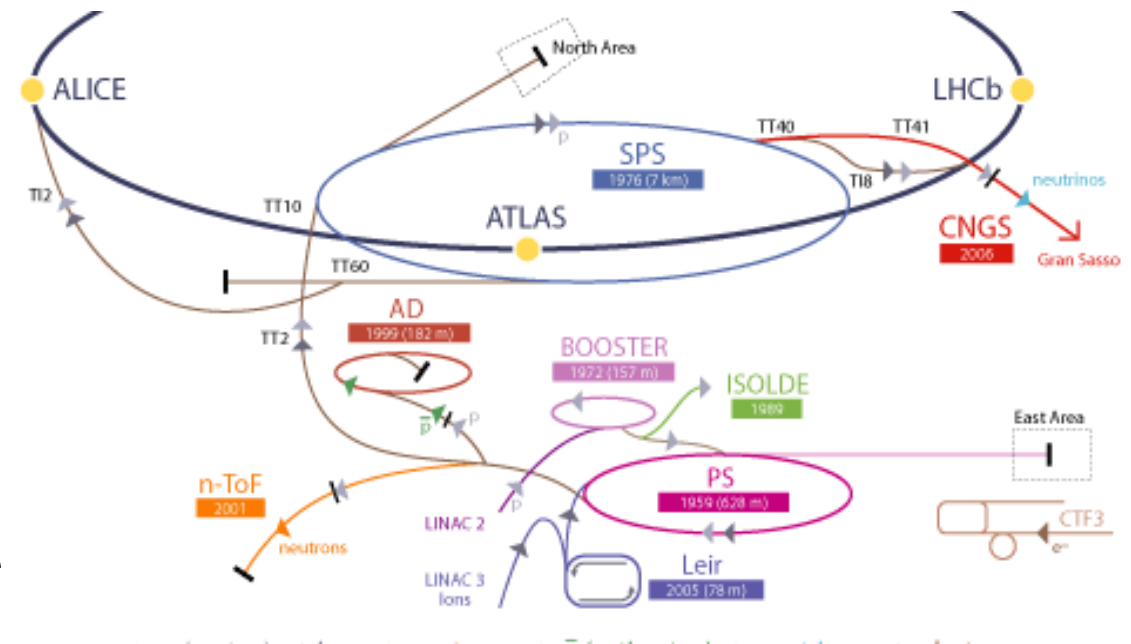 North Area
ALICE
LHCb
p
TT40
TT41
SPS
1976 (7 km)
TI8
neutrinos
TI2
TT10
ATLAS
CNGS
2006
Gran Sasso
TT60
AD
1999 (182 m)
TT2
BOOSTER
1972 (157 m)
ISOLDE
1989
p̅
p
East Area
n-ToF
2001
PS
1959 (628 m)
p
LINAC 2
CTF3
neutrons
e-
Leir
2005 (78 m)
LINAC 3
Ions